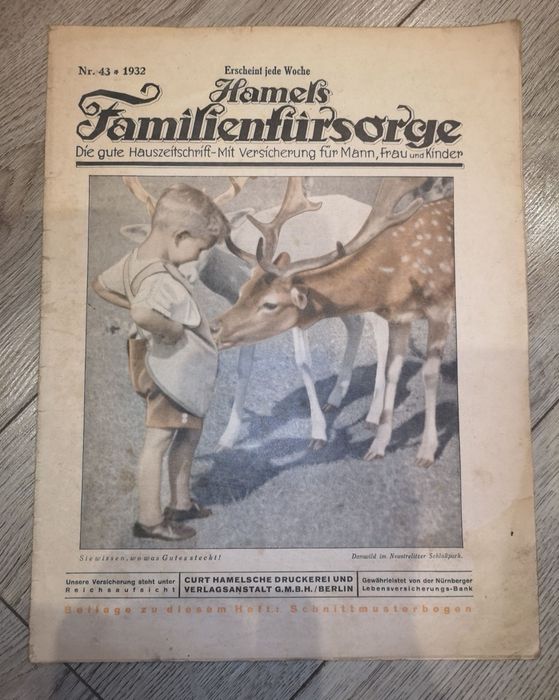 Nr. 43 * 1932
Erscheint jede Woche
Hamels
Familienfürsorge
Die gute Hauszeitschrift-Mit Versicherung für Mann, Frau und Kinder
Sie wissen, wo was Gutes steckt!
Damwild im Neustrelitzer Schloßpark.
Unsere Versicherung steht unter
Reichsaufsicht
CURT HAMELSCHE DRUCKEREI UND
VERLAGSANSTALT G.M.B.H./BERLIN
Gewährleistet von der Nürnberger
Lebensversicherungs-Bank
Beilage zu diesem Heft: Schnittmusterbogen